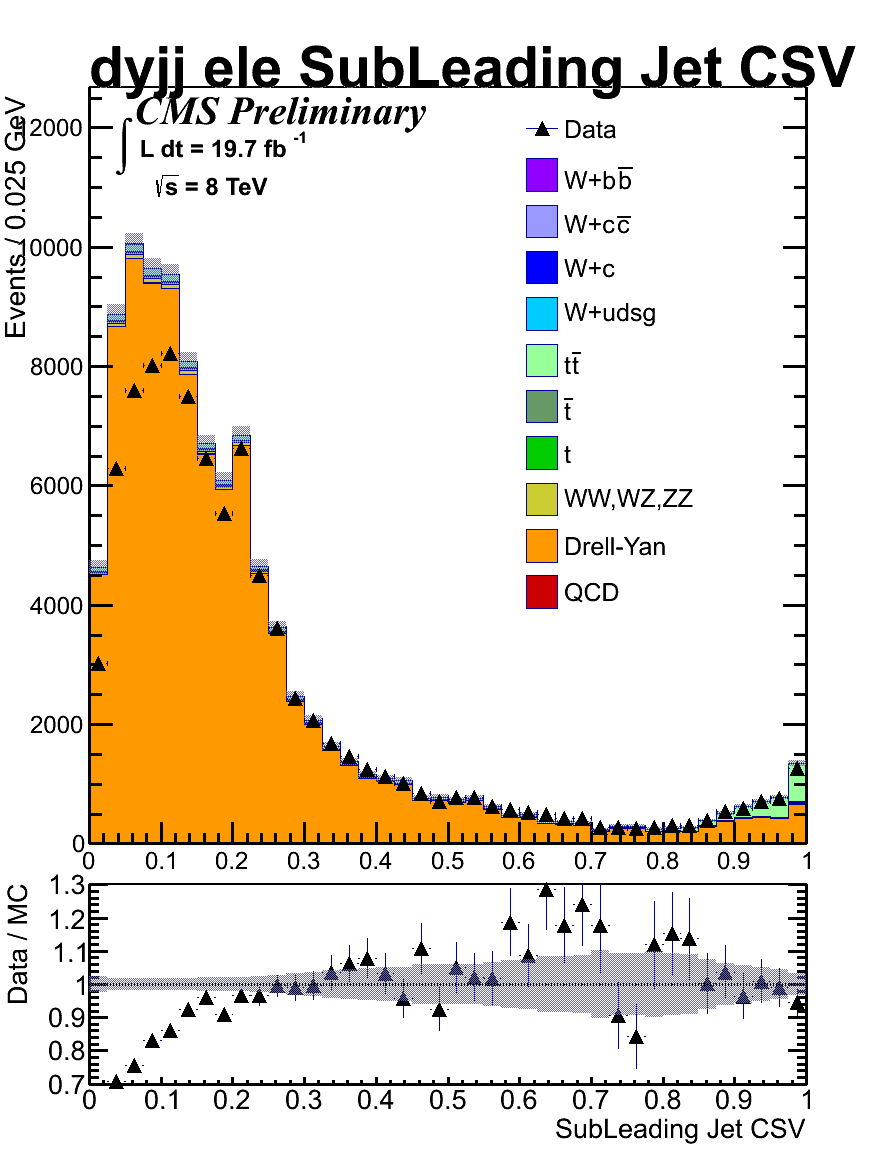 dyjj ele SubLeading Jet CSV
CMS Preliminary
∫ L dt = 19.7 fb⁻¹
√s = 8 TeV
Events / 0.025 GeV
12000
10000
8000
6000
4000
2000
0
Data
W+bb̅
W+cc̅
W+c
W+udsg
tt̅
t̅
t
WW,WZ,ZZ
Drell-Yan
QCD
0 0.1 0.2 0.3 0.4 0.5 0.6 0.7 0.8 0.9 1
Data / MC
1.3
1.2
1.1
1
0.9
0.8
0.7
0 0.1 0.2 0.3 0.4 0.5 0.6 0.7 0.8 0.9 1
SubLeading Jet CSV